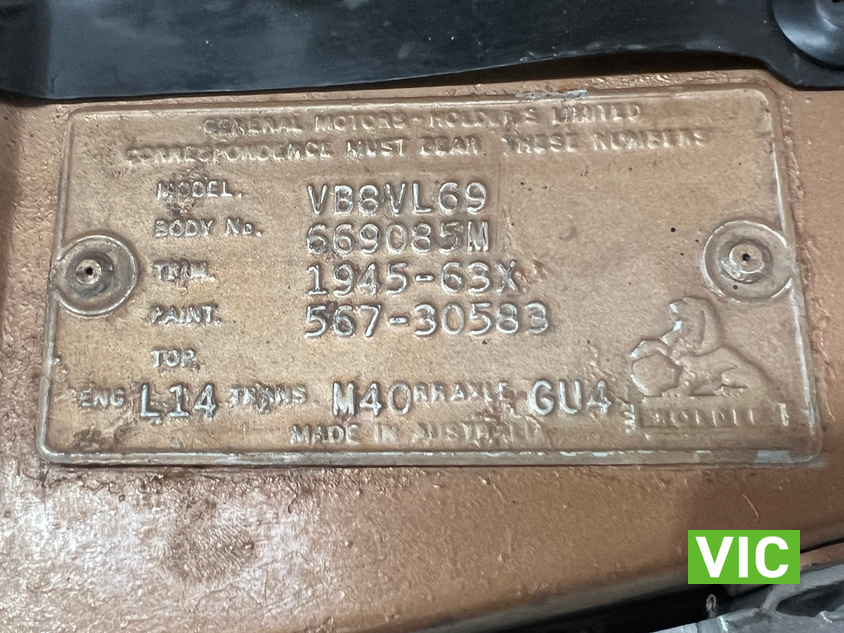 GENERAL MOTORS-HOLDEN'S LIMITED
CORRESPONDENCE MUST BEAR THESE NUMBERS
MODEL. VB8VL69
BODY No. 669085M
TRIM. 1945-63X
PAINT. 567-30583
TOP.
ENG L14 TRANS M40 RRAXLE GU4
HOLDEN
MADE IN AUSTRALIA
VIC